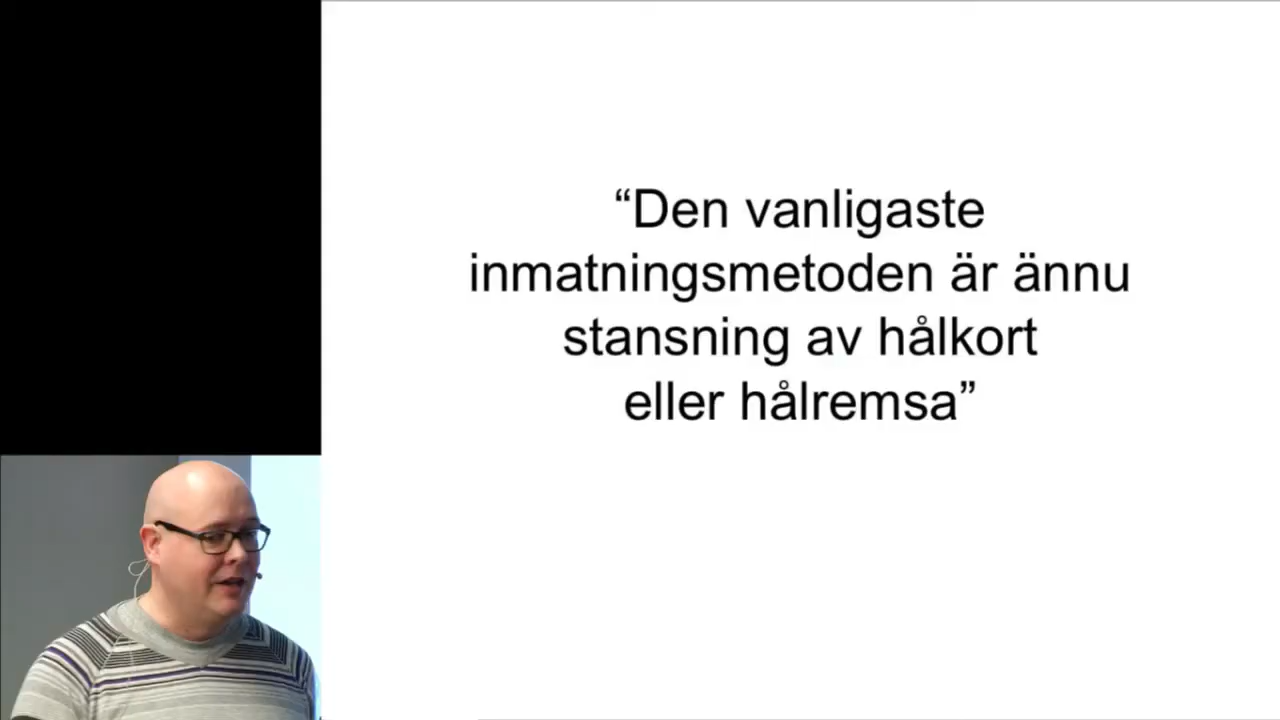 “Den vanligaste
inmatningsmetoden är ännu
stansning av hålkort
eller hålremsa”